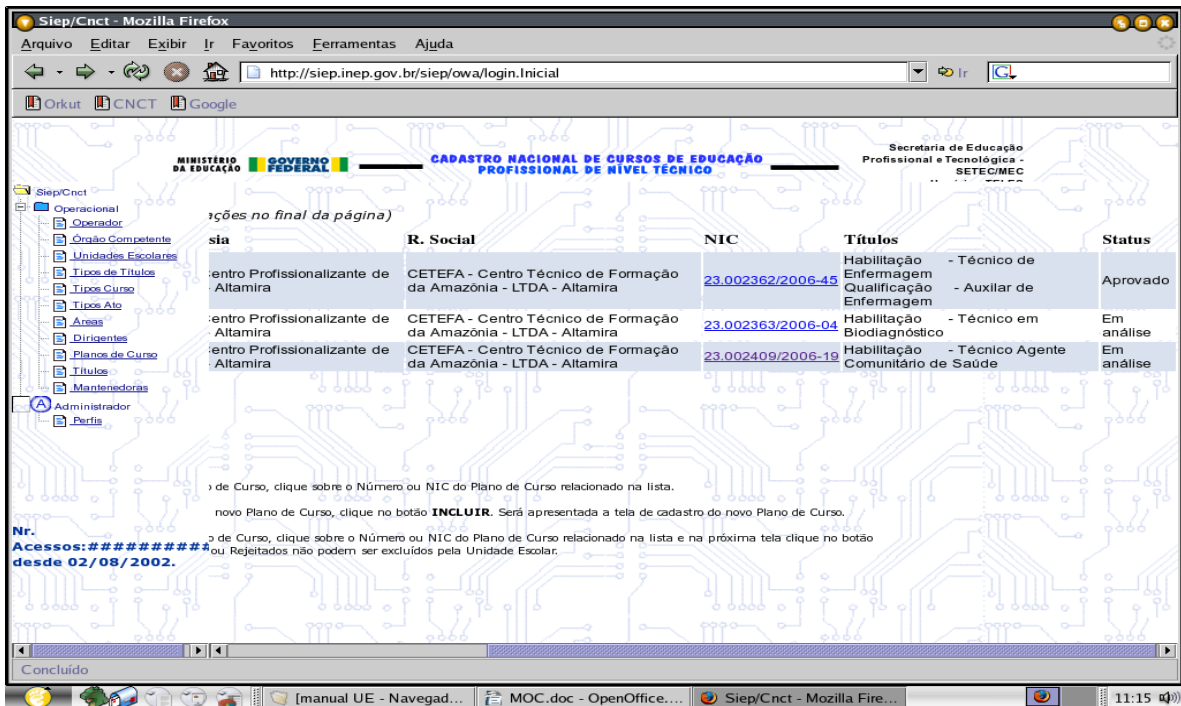 Siep/Cnct - Mozilla Firefox
Arquivo Editar Exibir Ir Favoritos Ferramentas Ajuda
http://siep.inep.gov.br/siep/owa/login.Inicial
Ir
Orkut CNCT Google
MINISTÉRIO DA EDUCAÇÃO
GOVERNO FEDERAL
CADASTRO NACIONAL DE CURSOS DE EDUCAÇÃO
PROFISSIONAL DE NÍVEL TÉCNICO
Secretaria de Educação
Profissional e Tecnológica -
SETEC/MEC
Siep/Cnct
Operacional
Operador
Órgão Competente
Unidades Escolares
Tipos de Títulos
Tipos Curso
Tipos Ato
Áreas
Dirigentes
Planos de Curso
Títulos
Mantenedoras
Administrador
Perfis
Nr.
Acessos:##########
desde 02/08/2002.
ações no final da página)
sia R. Social NIC Títulos Status
entro Profissionalizante de
Altamira
CETEFA - Centro Técnico de Formação
da Amazônia - LTDA - Altamira
23.002362/2006-45
Habilitação - Técnico de
Enfermagem
Qualificação - Auxilar de
Enfermagem
Aprovado
entro Profissionalizante de
Altamira
CETEFA - Centro Técnico de Formação
da Amazônia - LTDA - Altamira
23.002363/2006-04
Habilitação - Técnico em
Biodiagnóstico
Em
análise
entro Profissionalizante de
Altamira
CETEFA - Centro Técnico de Formação
da Amazônia - LTDA - Altamira
23.002409/2006-19
Habilitação - Técnico Agente
Comunitário de Saúde
Em
análise
o de Curso, clique sobre o Número ou NIC do Plano de Curso relacionado na lista.
novo Plano de Curso, clique no botão INCLUIR. Será apresentada a tela de cadastro do novo Plano de Curso.
o de Curso, clique sobre o Número ou NIC do Plano de Curso relacionado na lista e na próxima tela clique no botão
ou Rejeitados não podem ser excluídos pela Unidade Escolar.
Concluído
[manual UE - Navegad... MOC.doc - OpenOffice.... Siep/Cnct - Mozilla Fire... 11:15